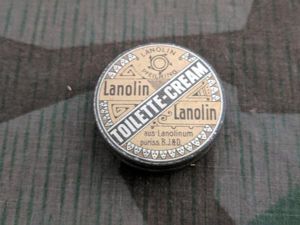 LANOLIN
PFEILRING
Lanolin
TOILETTE-CREAM
Lanolin
aus Lanolinum
puriss. B.J.&D.